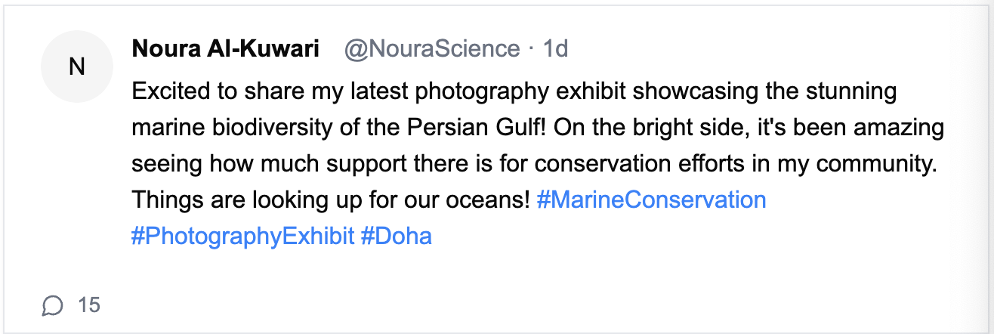 N
Noura Al-Kuwari @NouraScience · 1d
Excited to share my latest photography exhibit showcasing the stunning
marine biodiversity of the Persian Gulf! On the bright side, it's been amazing
seeing how much support there is for conservation efforts in my community.
Things are looking up for our oceans! #MarineConservation
#PhotographyExhibit #Doha
15